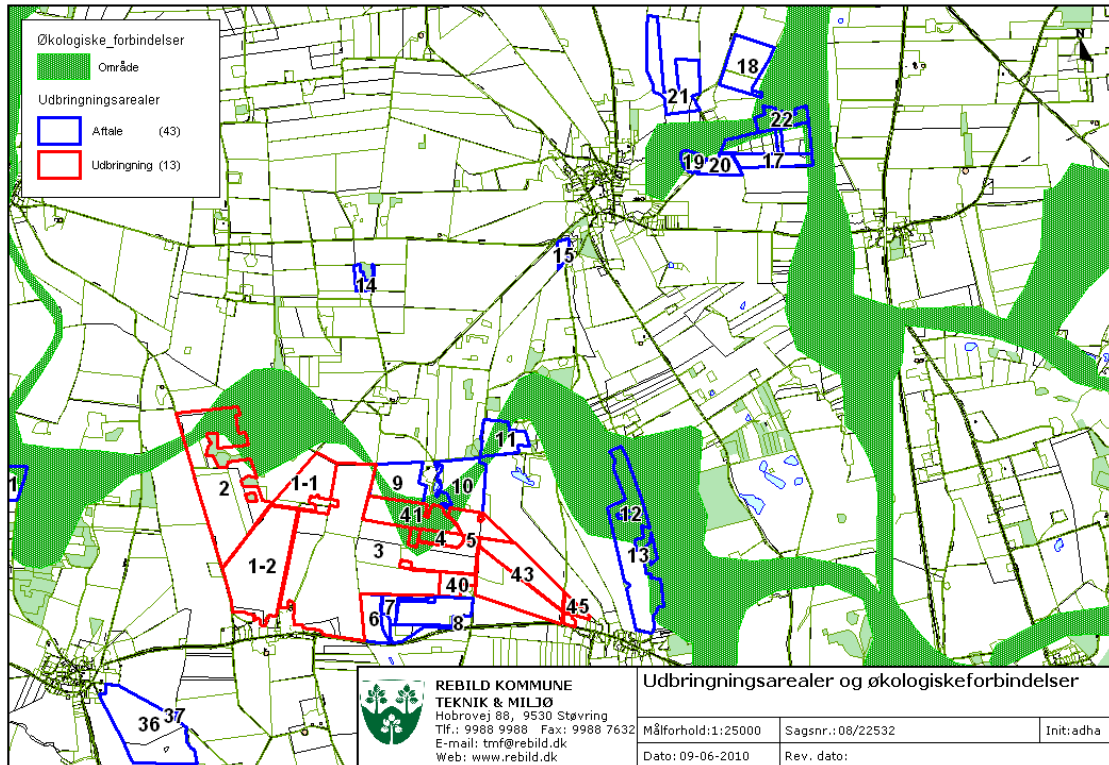 Økologiske_forbindelser
Område
Udbringningsarealer
Aftale (43)
Udbringning (13)
N
18
21
22
19
20
17
15
14
11
1
2
1-1
9
10
41
4
5
12
13
3
1-2
43
40
45
6
7
8
36
37
REBILD KOMMUNE
TEKNIK & MILJØ
Hobrovej 88, 9530 Støvring
Tlf.: 9988 9988 Fax: 9988 7632
E-mail: tmf@rebild.dk
Web: www.rebild.dk
Udbringningsarealer og økologiskeforbindelser
Målforhold:1:25000 Sagsnr.: 08/22532 Init:adha
Dato: 09-06-2010 Rev. dato: